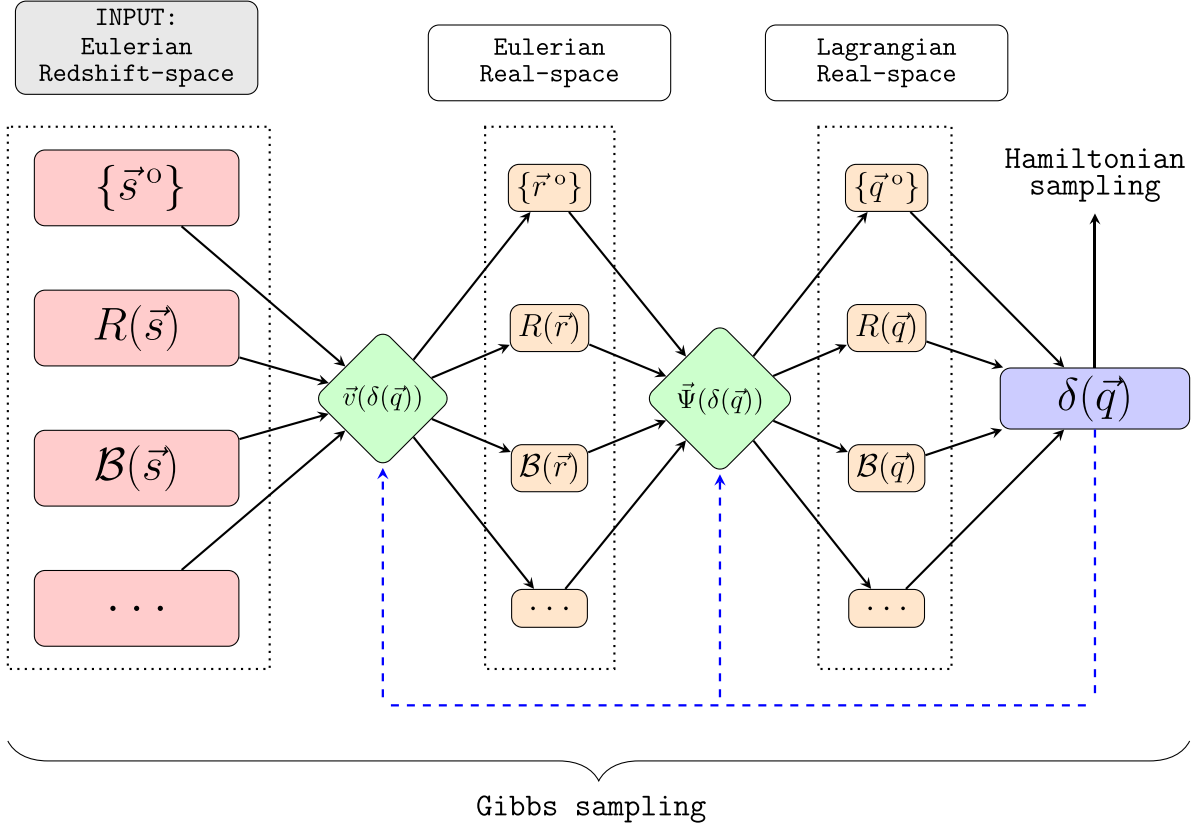 INPUT:
Eulerian
Redshift-space
Eulerian
Real-space
Lagrangian
Real-space
{s⃗ °}
R(s⃗)
ℬ(s⃗)
···
v⃗(δ(q⃗))
{r⃗ °}
R(r⃗)
ℬ(r⃗)
···
Ψ⃗(δ(q⃗))
{q⃗ °}
R(q⃗)
ℬ(q⃗)
···
Hamiltonian
sampling
δ(q⃗)
Gibbs sampling